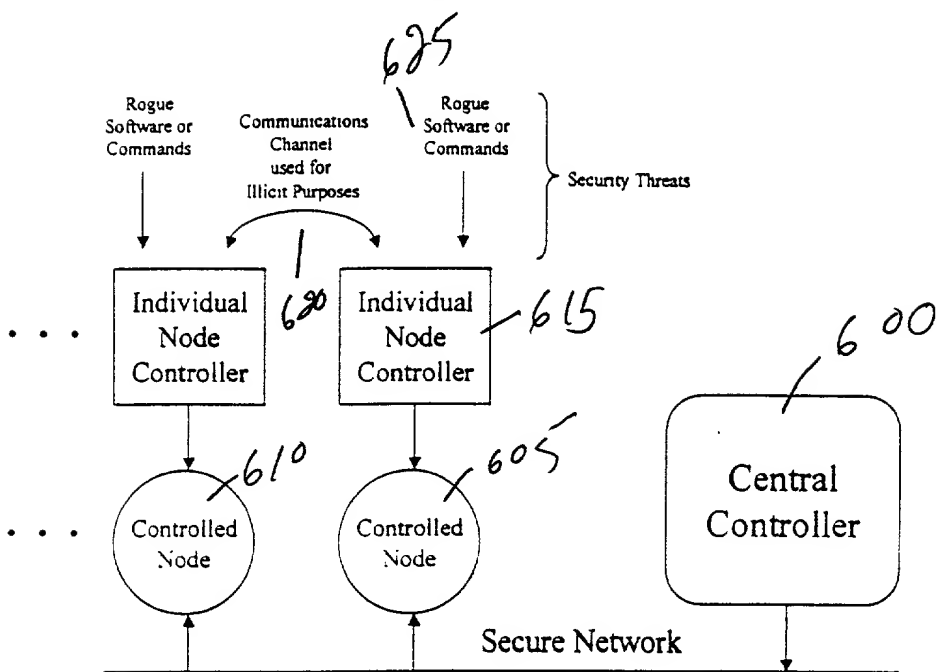 625
Rogue
Software or
Commands
Communications
Channel
used for
Illicit Purposes
Rogue
Software or
Commands
Security Threats
620
Individual
Node
Controller
Individual
Node
Controller
615
600
610
605
Controlled
Node
Controlled
Node
Central
Controller
Secure Network